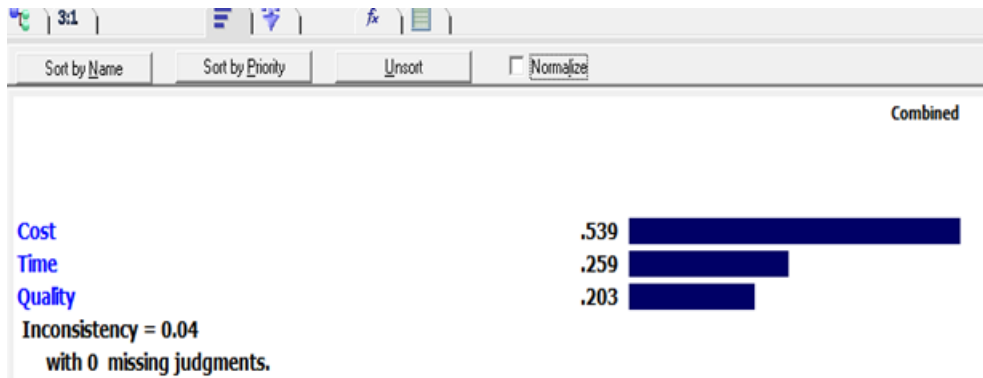 3:1 fx
Sort by Name Sort by Priority Unsort Normalize
Combined
Cost .539
Time .259
Quality .203
Inconsistency = 0.04
with 0 missing judgments.